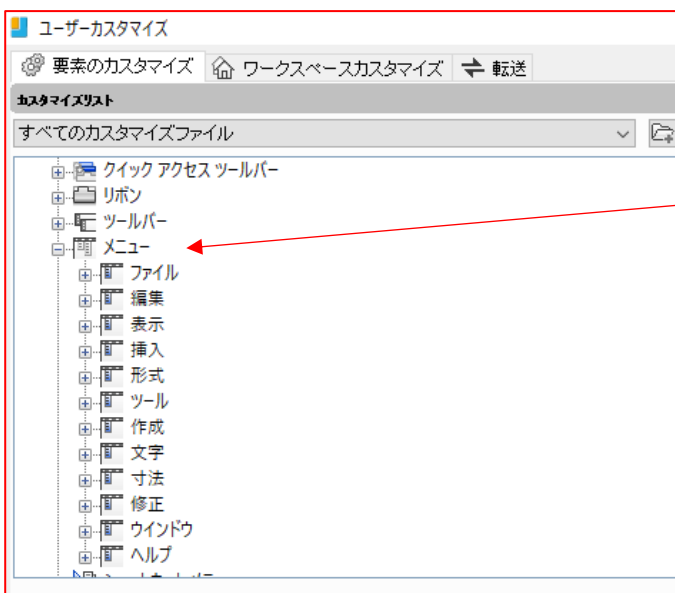 ユーザーカスタマイズ
要素のカスタマイズ ワークスペースカスタマイズ 転送
カスタマイズリスト
すべてのカスタマイズファイル
クイック アクセス ツールバー
リボン
ツールバー
メニュー
ファイル
編集
表示
挿入
形式
ツール
作成
文字
寸法
修正
ウインドウ
ヘルプ